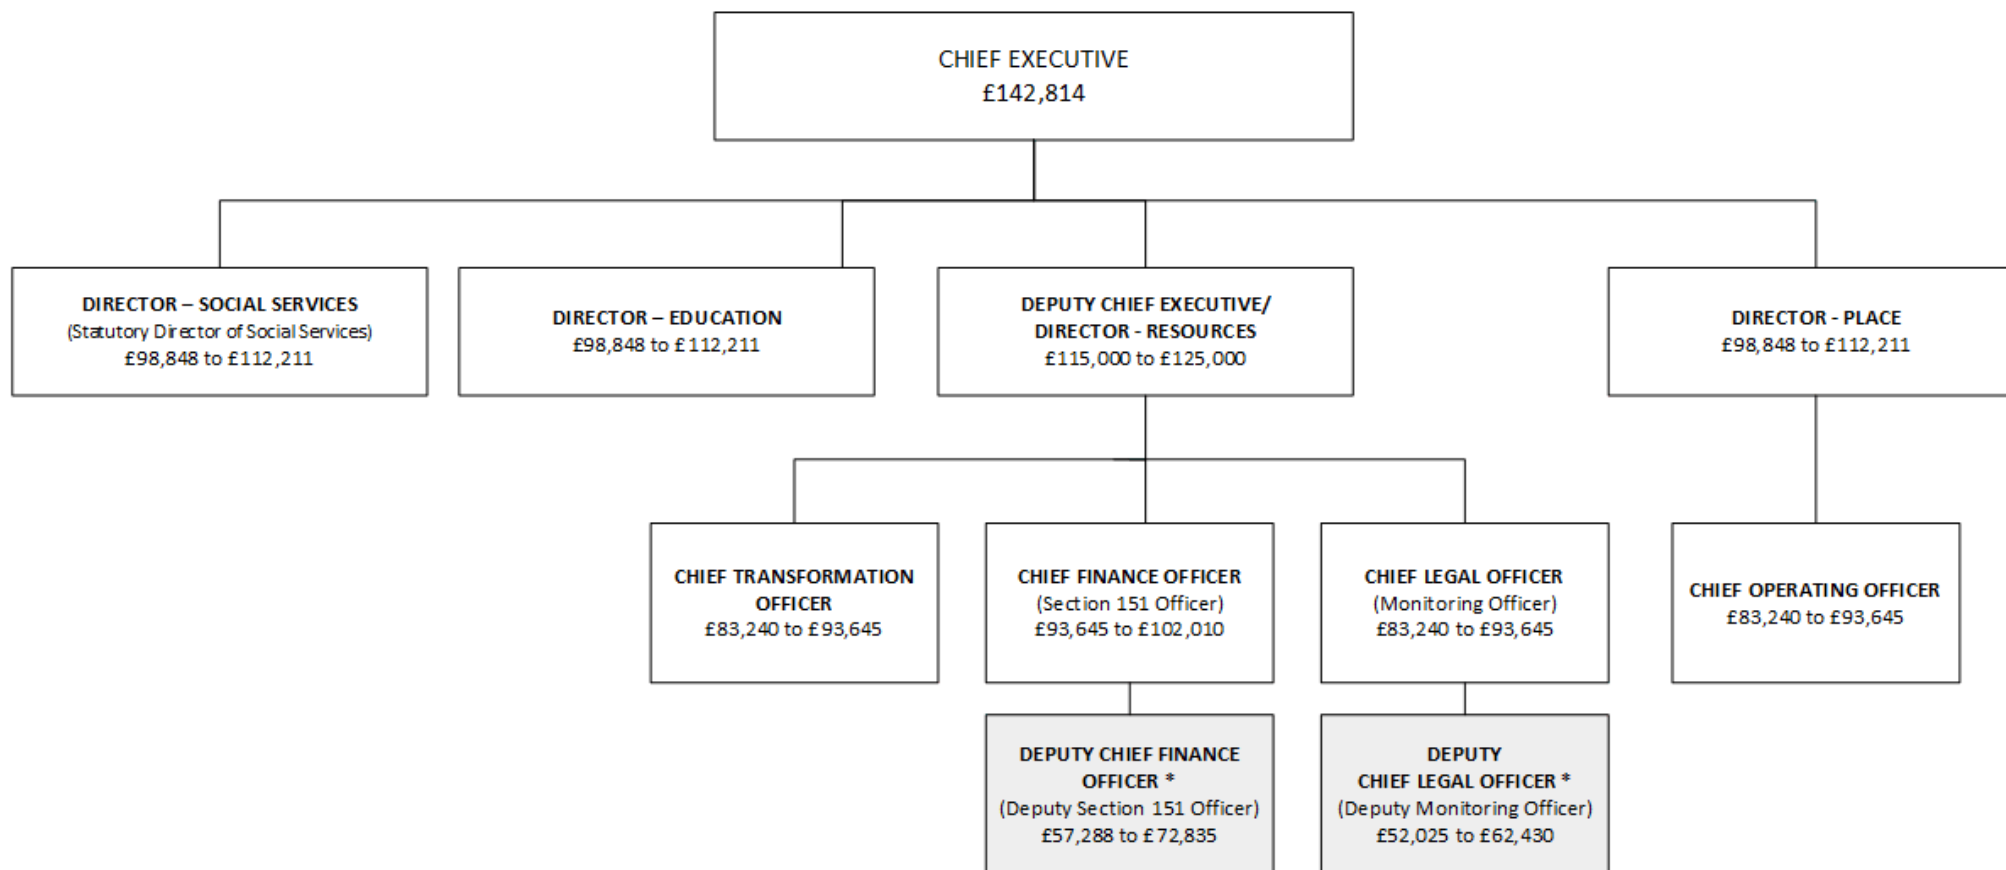 CHIEF EXECUTIVE
£142,814
DIRECTOR – SOCIAL SERVICES
(Statutory Director of Social Services)
£98,848 to £112,211
DIRECTOR – EDUCATION
£98,848 to £112,211
DEPUTY CHIEF EXECUTIVE/
DIRECTOR - RESOURCES
£115,000 to £125,000
DIRECTOR - PLACE
£98,848 to £112,211
CHIEF TRANSFORMATION
OFFICER
£83,240 to £93,645
CHIEF FINANCE OFFICER
(Section 151 Officer)
£93,645 to £102,010
CHIEF LEGAL OFFICER
(Monitoring Officer)
£83,240 to £93,645
CHIEF OPERATING OFFICER
£83,240 to £93,645
DEPUTY CHIEF FINANCE
OFFICER *
(Deputy Section 151 Officer)
£57,288 to £72,835
DEPUTY
CHIEF LEGAL OFFICER *
(Deputy Monitoring Officer)
£52,025 to £62,430